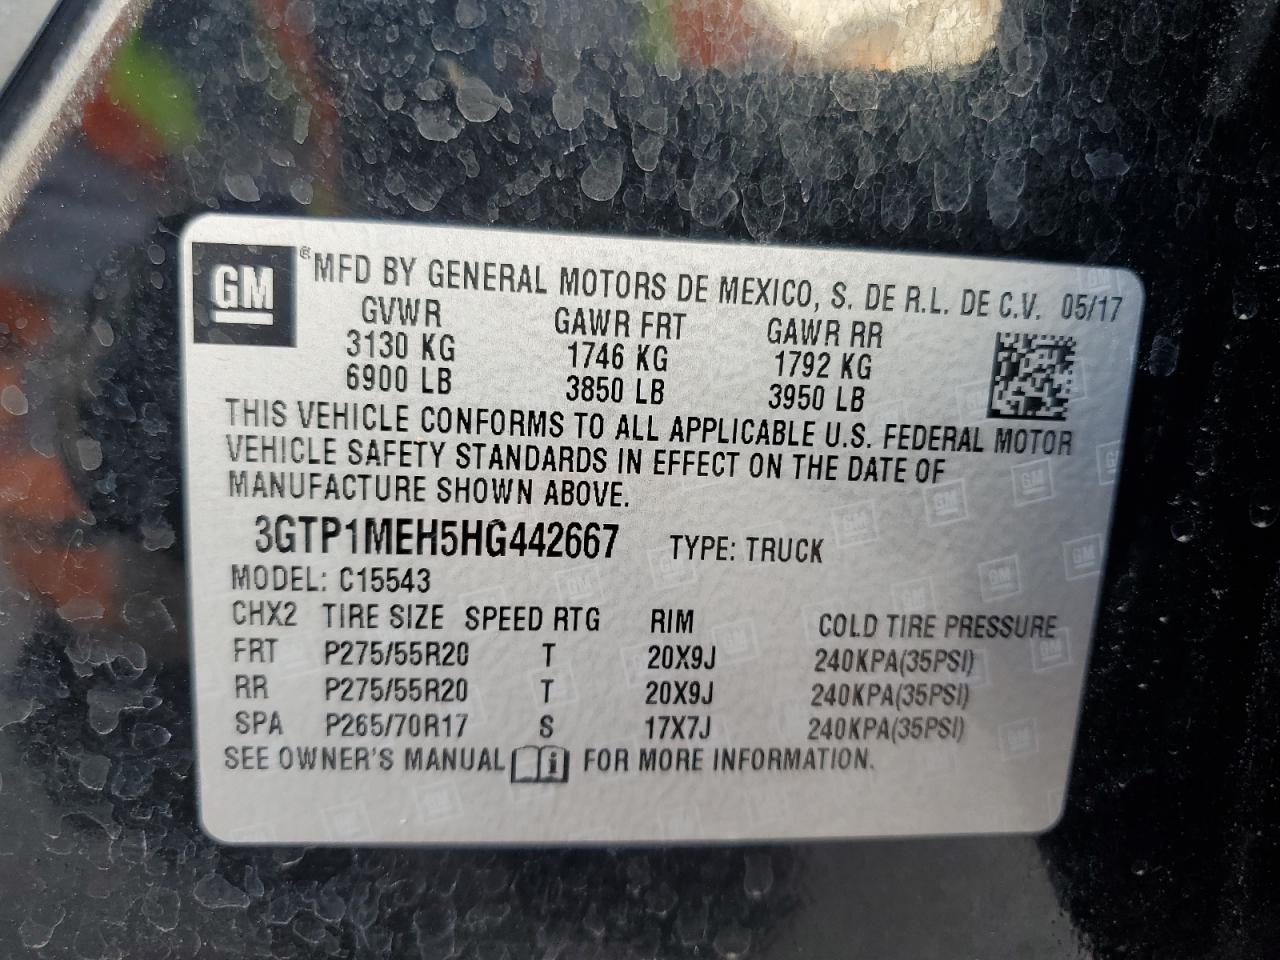 GM ® MFD BY GENERAL MOTORS DE MEXICO, S. DE R.L. DE C.V. 05/17
GVWR GAWR FRT GAWR RR
3130 KG 1746 KG 1792 KG
6900 LB 3850 LB 3950 LB
THIS VEHICLE CONFORMS TO ALL APPLICABLE U.S. FEDERAL MOTOR
VEHICLE SAFETY STANDARDS IN EFFECT ON THE DATE OF
MANUFACTURE SHOWN ABOVE.
3GTP1MEH5HG442667 TYPE: TRUCK
MODEL: C15543
CHX2 TIRE SIZE SPEED RTG RIM COLD TIRE PRESSURE
FRT P275/55R20 T 20X9J 240KPA(35PSI)
RR P275/55R20 T 20X9J 240KPA(35PSI)
SPA P265/70R17 S 17X7J 240KPA(35PSI)
SEE OWNER'S MANUAL i FOR MORE INFORMATION.